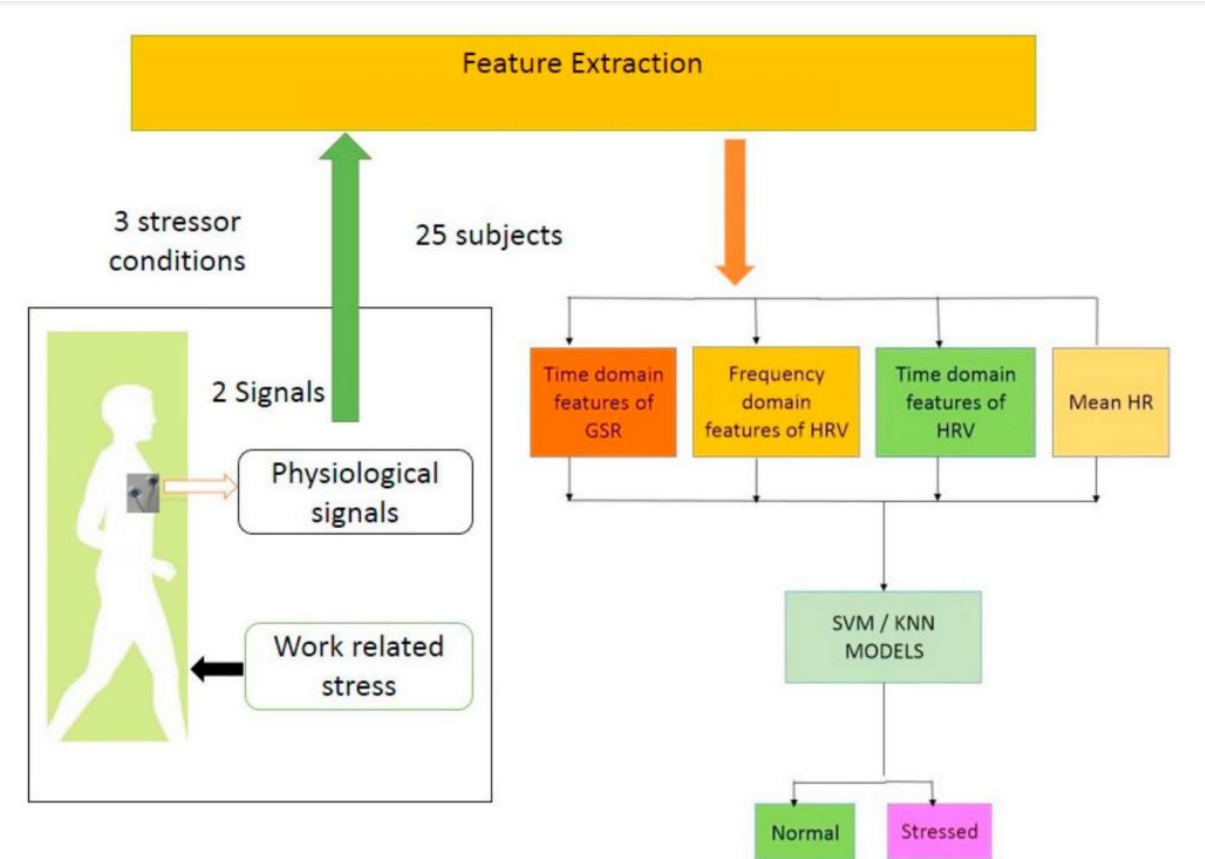 Feature Extraction
3 stressor
conditions
25 subjects
2 Signals
Physiological
signals
Work related
stress
Time domain
features of
GSR
Frequency
domain
features of HRV
Time domain
features of
HRV
Mean HR
SVM / KNN
MODELS
Normal
Stressed